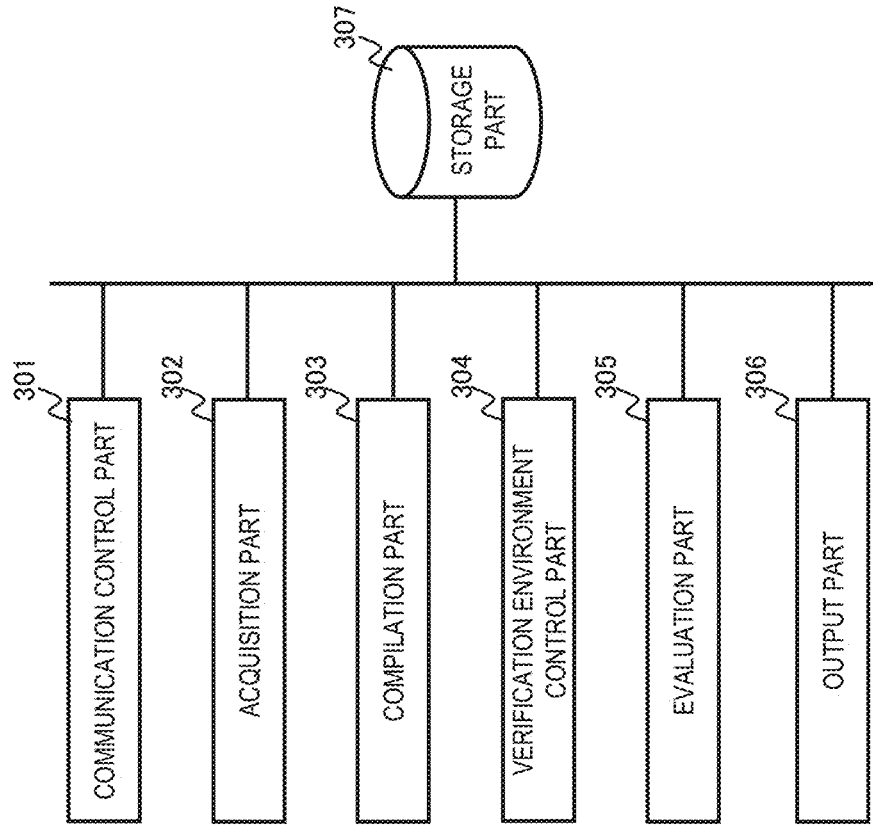 301
COMMUNICATION CONTROL PART
302
ACQUISITION PART
303
COMPILATION PART
304
VERIFICATION ENVIRONMENT
CONTROL PART
305
EVALUATION PART
306
OUTPUT PART
307
STORAGE
PART